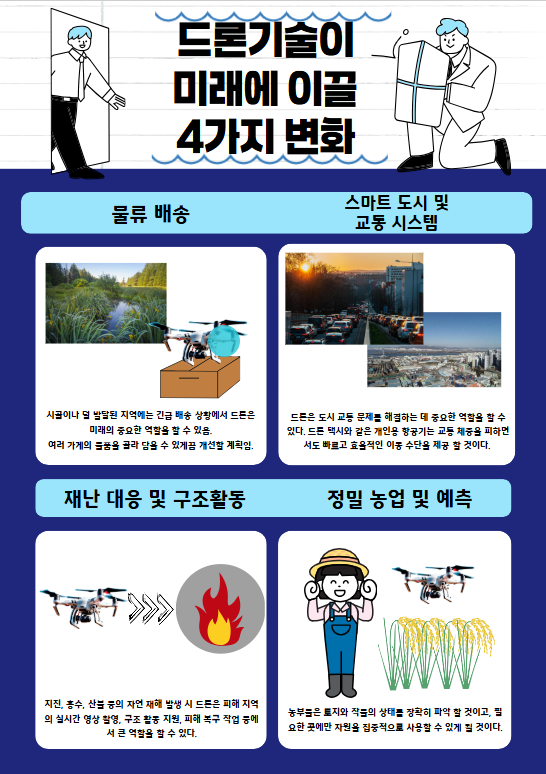 드론기술이
미래에 이끌
4가지 변화
물류 배송
스마트 도시 및
교통 시스템
시골이나 덜 발달된 지역에는 긴급 배송 상황에서 드론은
미래의 중요한 역할을 할 수 있음.
여러 가게의 물품을 골라 담을 수 있게끔 개선할 계획임.
드론은 도시 교통 문제를 해결하는 데 중요한 역할을 할 수
있다. 드론 택시와 같은 개인용 항공기는 교통 체증을 피하면
서도 빠르고 효율적인 이동 수단을 제공 할 것이다.
재난 대응 및 구조활동
정밀 농업 및 예측
지진, 홍수, 산불 등의 자연 재해 발생 시 드론은 피해 지역
의 실시간 영상 촬영, 구조 활동 지원, 피해 복구 작업 등에
서 큰 역할을 할 수 있다.
농부들은 토지와 작물의 상태를 정확히 파악 할 것이고, 필
요한 곳에만 자원을 집중적으로 사용할 수 있게 될 것이다.